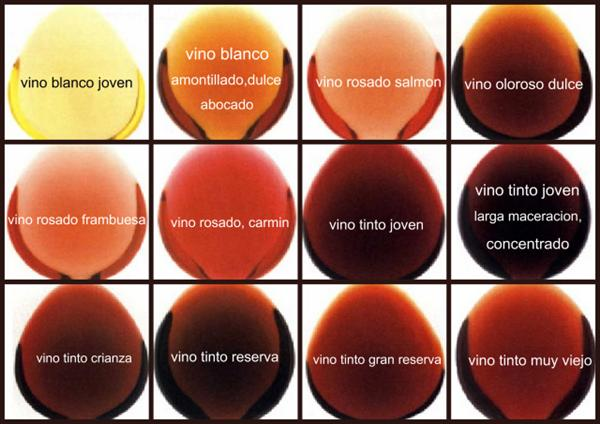 vino blanco joven
vino blanco
amontillado,dulce
abocado
vino rosado salmon
vino oloroso dulce
vino rosado frambuesa
vino rosado, carmin
vino tinto joven
vino tinto joven
larga maceracion,
concentrado
vino tinto crianza
vino tinto reserva
vino tinto gran reserva
vino tinto muy viejo